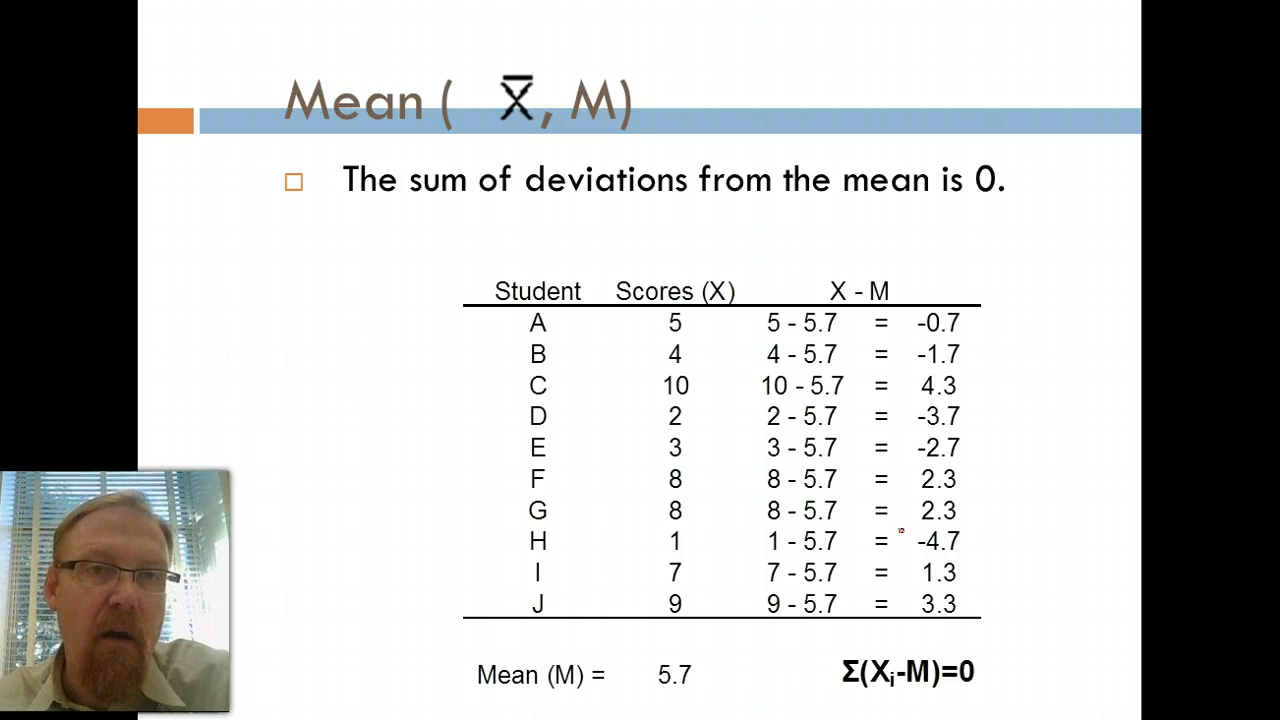 Mean ( X̅, M)
□ The sum of deviations from the mean is 0.
Student Scores (X) X - M
A 5 5 - 5.7 = -0.7
B 4 4 - 5.7 = -1.7
C 10 10 - 5.7 = 4.3
D 2 2 - 5.7 = -3.7
E 3 3 - 5.7 = -2.7
F 8 8 - 5.7 = 2.3
G 8 8 - 5.7 = 2.3
H 1 1 - 5.7 = -4.7
I 7 7 - 5.7 = 1.3
J 9 9 - 5.7 = 3.3
Mean (M) = 5.7 Σ(Xᵢ-M)=0